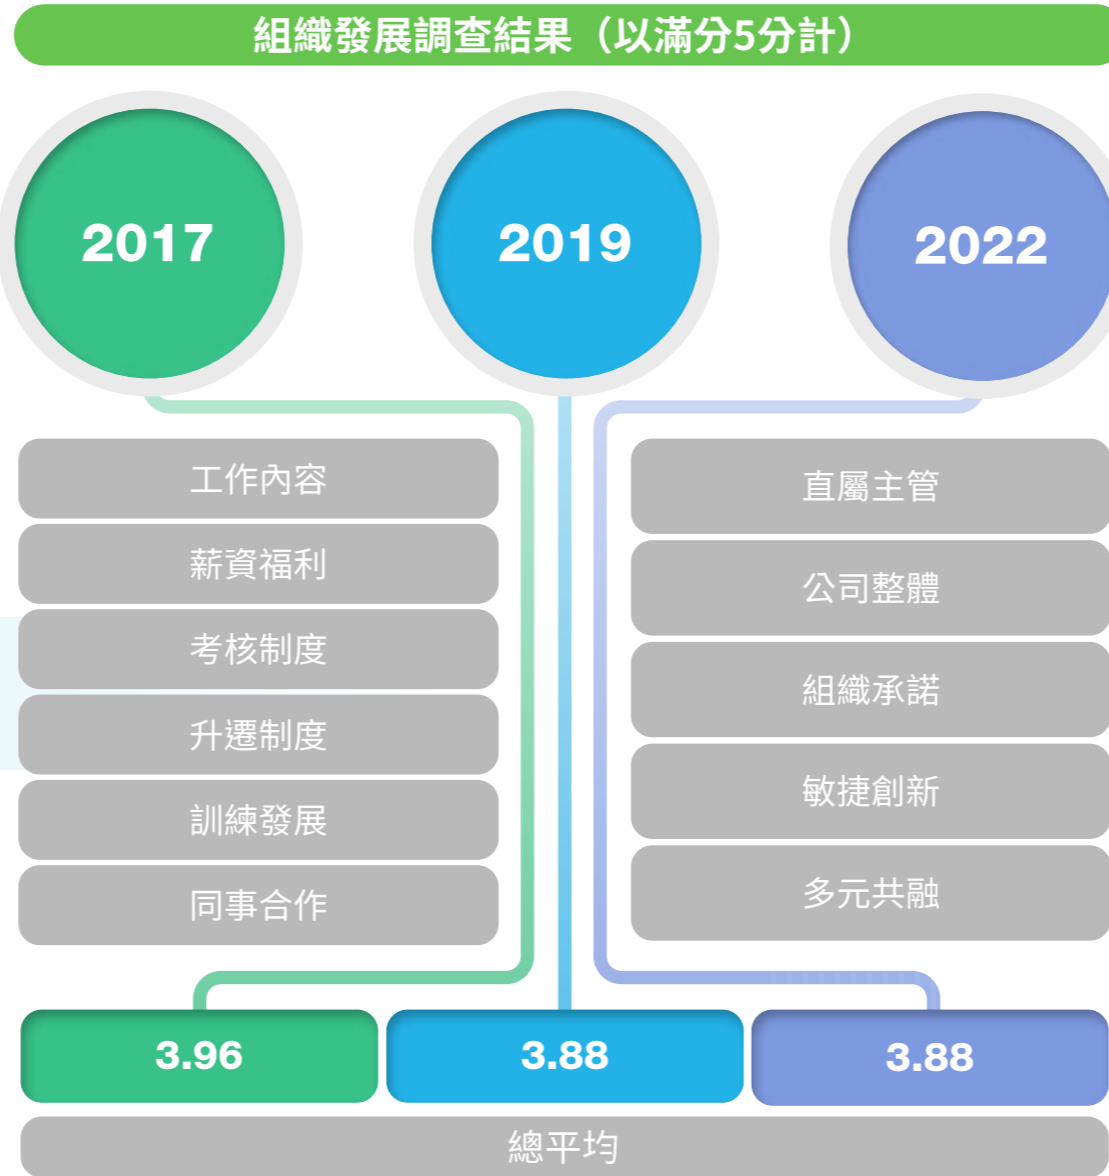 組織發展調查結果（以滿分5分計）
2017
2019
2022
工作內容
薪資福利
考核制度
升遷制度
訓練發展
同事合作
直屬主管
公司整體
組織承諾
敏捷創新
多元共融
3.96
3.88
3.88
總平均